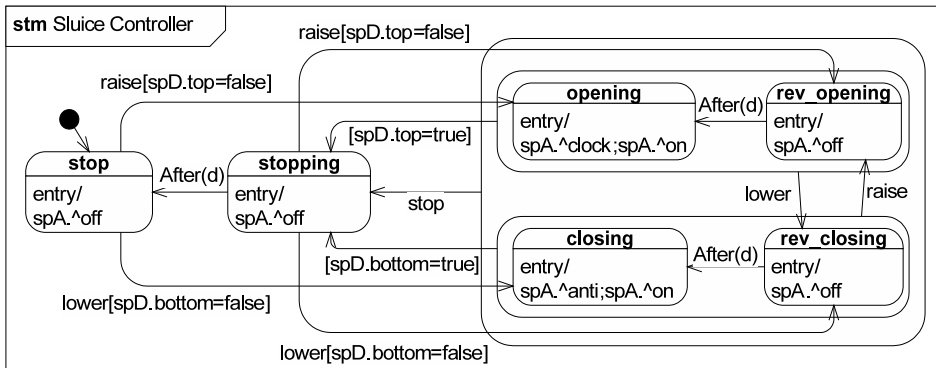 stm Sluice Controller
raise[spD.top=false]
raise[spD.top=false]
opening
entry/
spA.^clock;spA.^on
After(d)
rev_opening
entry/
spA.^off
[spD.top=true]
stop
entry/
spA.^off
After(d)
stopping
entry/
spA.^off
stop
lower
raise
closing
entry/
spA.^anti;spA.^on
After(d)
rev_closing
entry/
spA.^off
[spD.bottom=true]
lower[spD.bottom=false]
lower[spD.bottom=false]